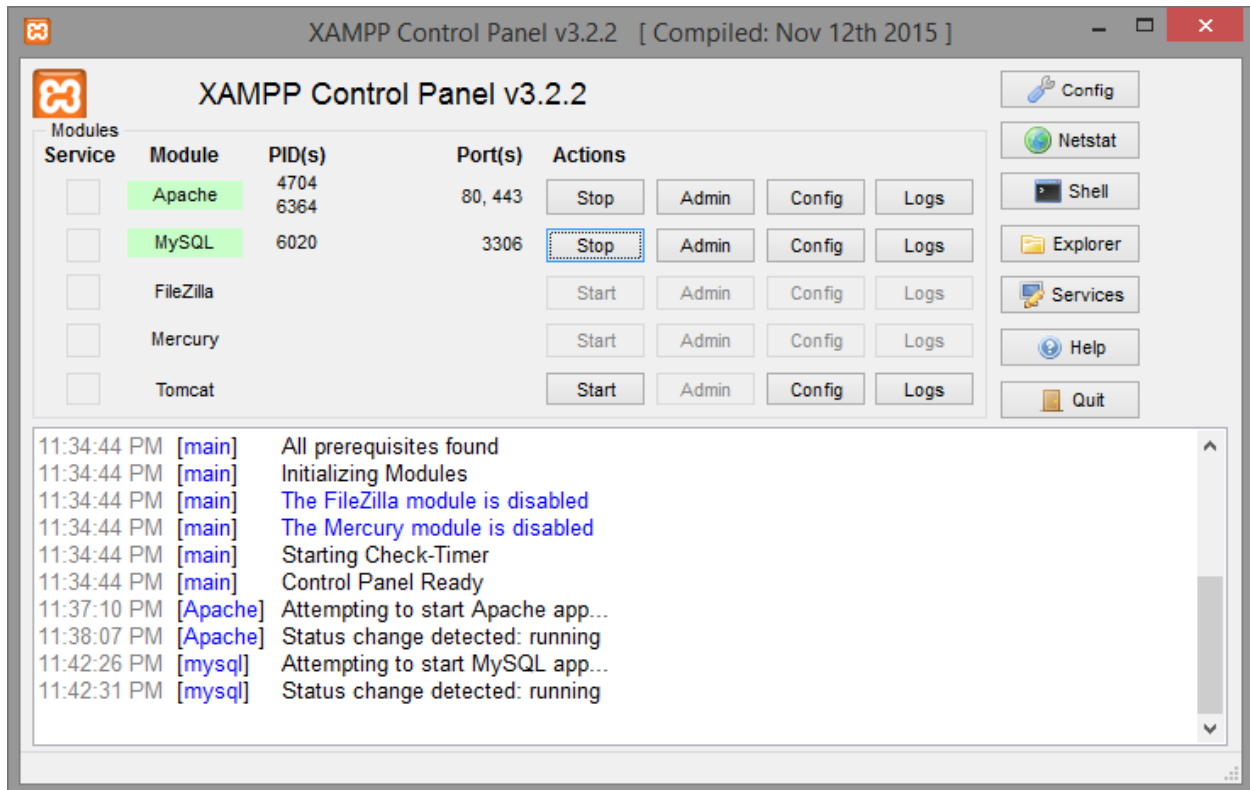 XAMPP Control Panel v3.2.2 [ Compiled: Nov 12th 2015 ]
XAMPP Control Panel v3.2.2
Config
Modules
Service Module PID(s) Port(s) Actions
Netstat
Apache 4704 6364 80, 443 Stop Admin Config Logs
Shell
MySQL 6020 3306 Stop Admin Config Logs
Explorer
FileZilla Start Admin Config Logs
Services
Mercury Start Admin Config Logs
Help
Tomcat Start Admin Config Logs
Quit
11:34:44 PM [main] All prerequisites found
11:34:44 PM [main] Initializing Modules
11:34:44 PM [main] The FileZilla module is disabled
11:34:44 PM [main] The Mercury module is disabled
11:34:44 PM [main] Starting Check-Timer
11:34:44 PM [main] Control Panel Ready
11:37:10 PM [Apache] Attempting to start Apache app...
11:38:07 PM [Apache] Status change detected: running
11:42:26 PM [mysql] Attempting to start MySQL app...
11:42:31 PM [mysql] Status change detected: running